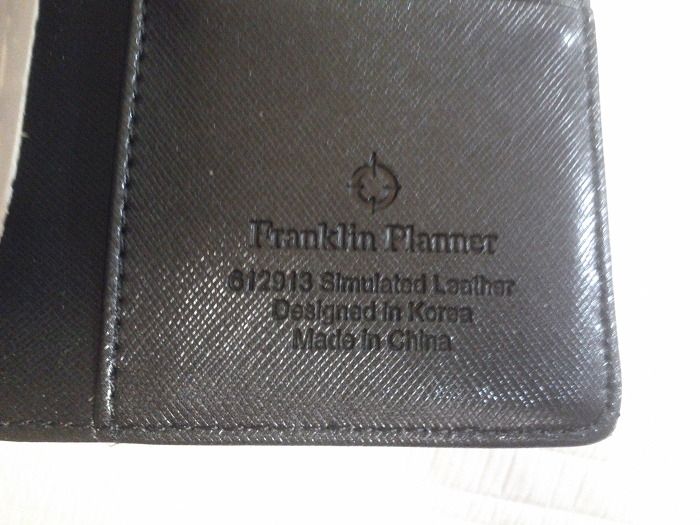 Franklin Planner
612913 Simulated Leather
Designed in Korea
Made in China